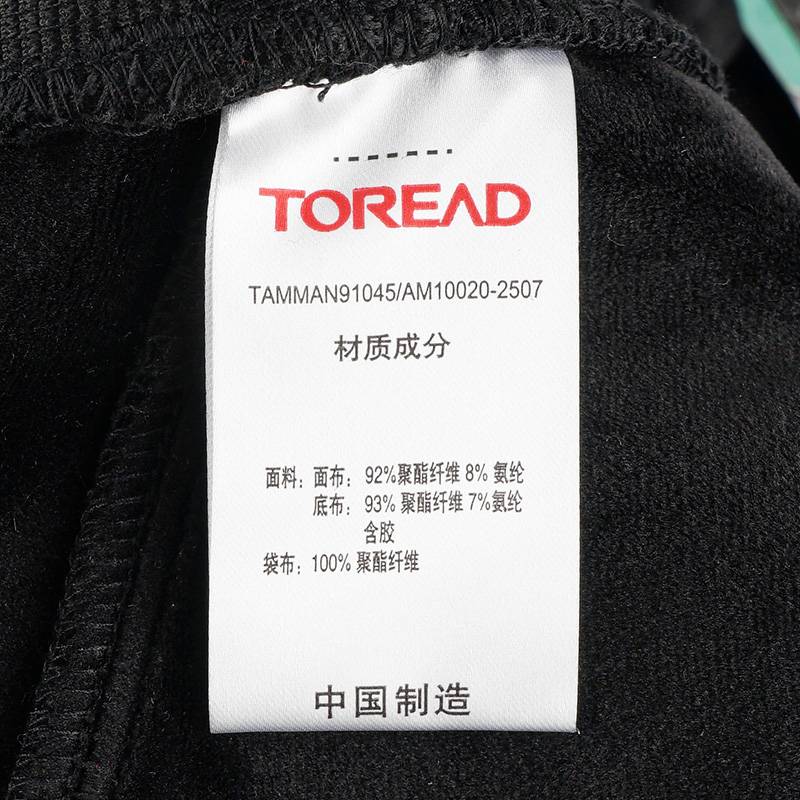 TOREAD
TAMMAN91045/AM10020-2507
材质成分
面料：面布：92%聚酯纤维 8% 氨纶
底布：93% 聚酯纤维 7%氨纶
含胶
袋布：100% 聚酯纤维
中国制造